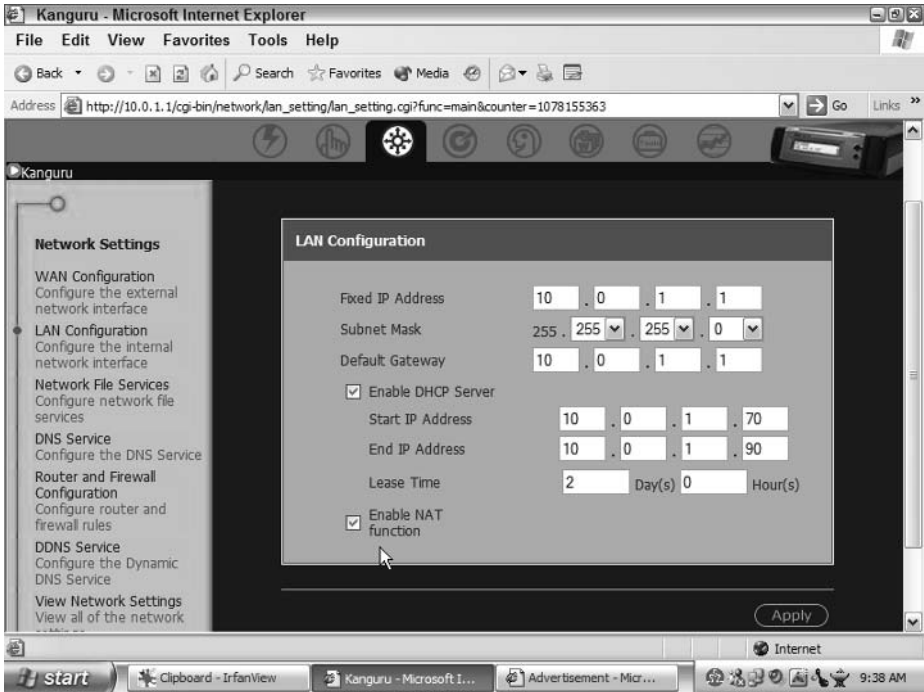 Kanguru - Microsoft Internet Explorer
File Edit View Favorites Tools Help
Back Search Favorites Media
Address http://10.0.1.1/cgi-bin/network/lan_setting/lan_setting.cgi?func=main&counter=1078155363 Go Links »
Kanguru
Network Settings
WAN Configuration
Configure the external
network interface
LAN Configuration
Configure the internal
network interface
Network File Services
Configure network file
services
DNS Service
Configure the DNS Service
Router and Firewall
Configuration
Configure router and
firewall rules
DDNS Service
Configure the Dynamic
DNS Service
View Network Settings
View all of the network
LAN Configuration
Fixed IP Address 10 . 0 . 1 . 1
Subnet Mask 255 . 255 . 255 . 0
Default Gateway 10 . 0 . 1 . 1
Enable DHCP Server
Start IP Address 10 . 0 . 1 . 70
End IP Address 10 . 0 . 1 . 90
Lease Time 2 Day(s) 0 Hour(s)
Enable NAT
function
Apply
Internet
start Clipboard - IrfanView Kanguru - Microsoft I... Advertisement - Micr... 9:38 AM